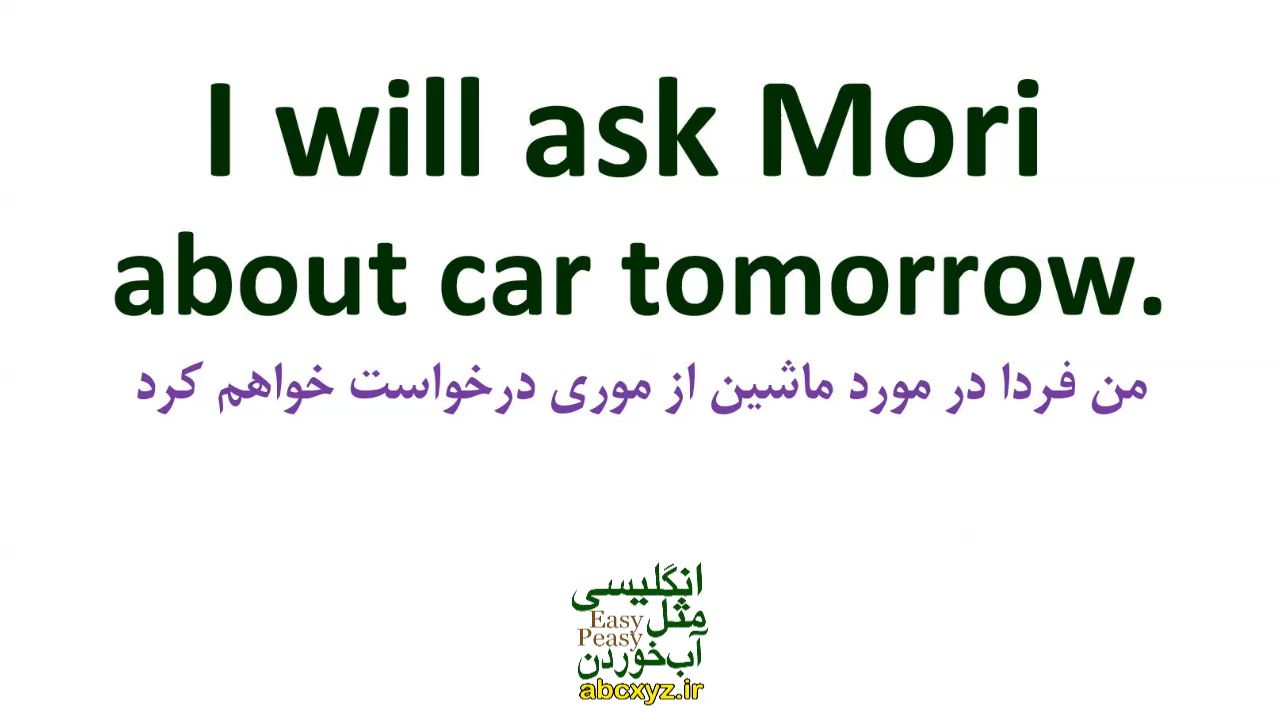 I will ask Mori
about car tomorrow.
من فردا در مورد ماشین از موری درخواست خواهم کرد
انگلیسی
مثل Easy
Peasy
آب‌خوردن
abcxyz.ir